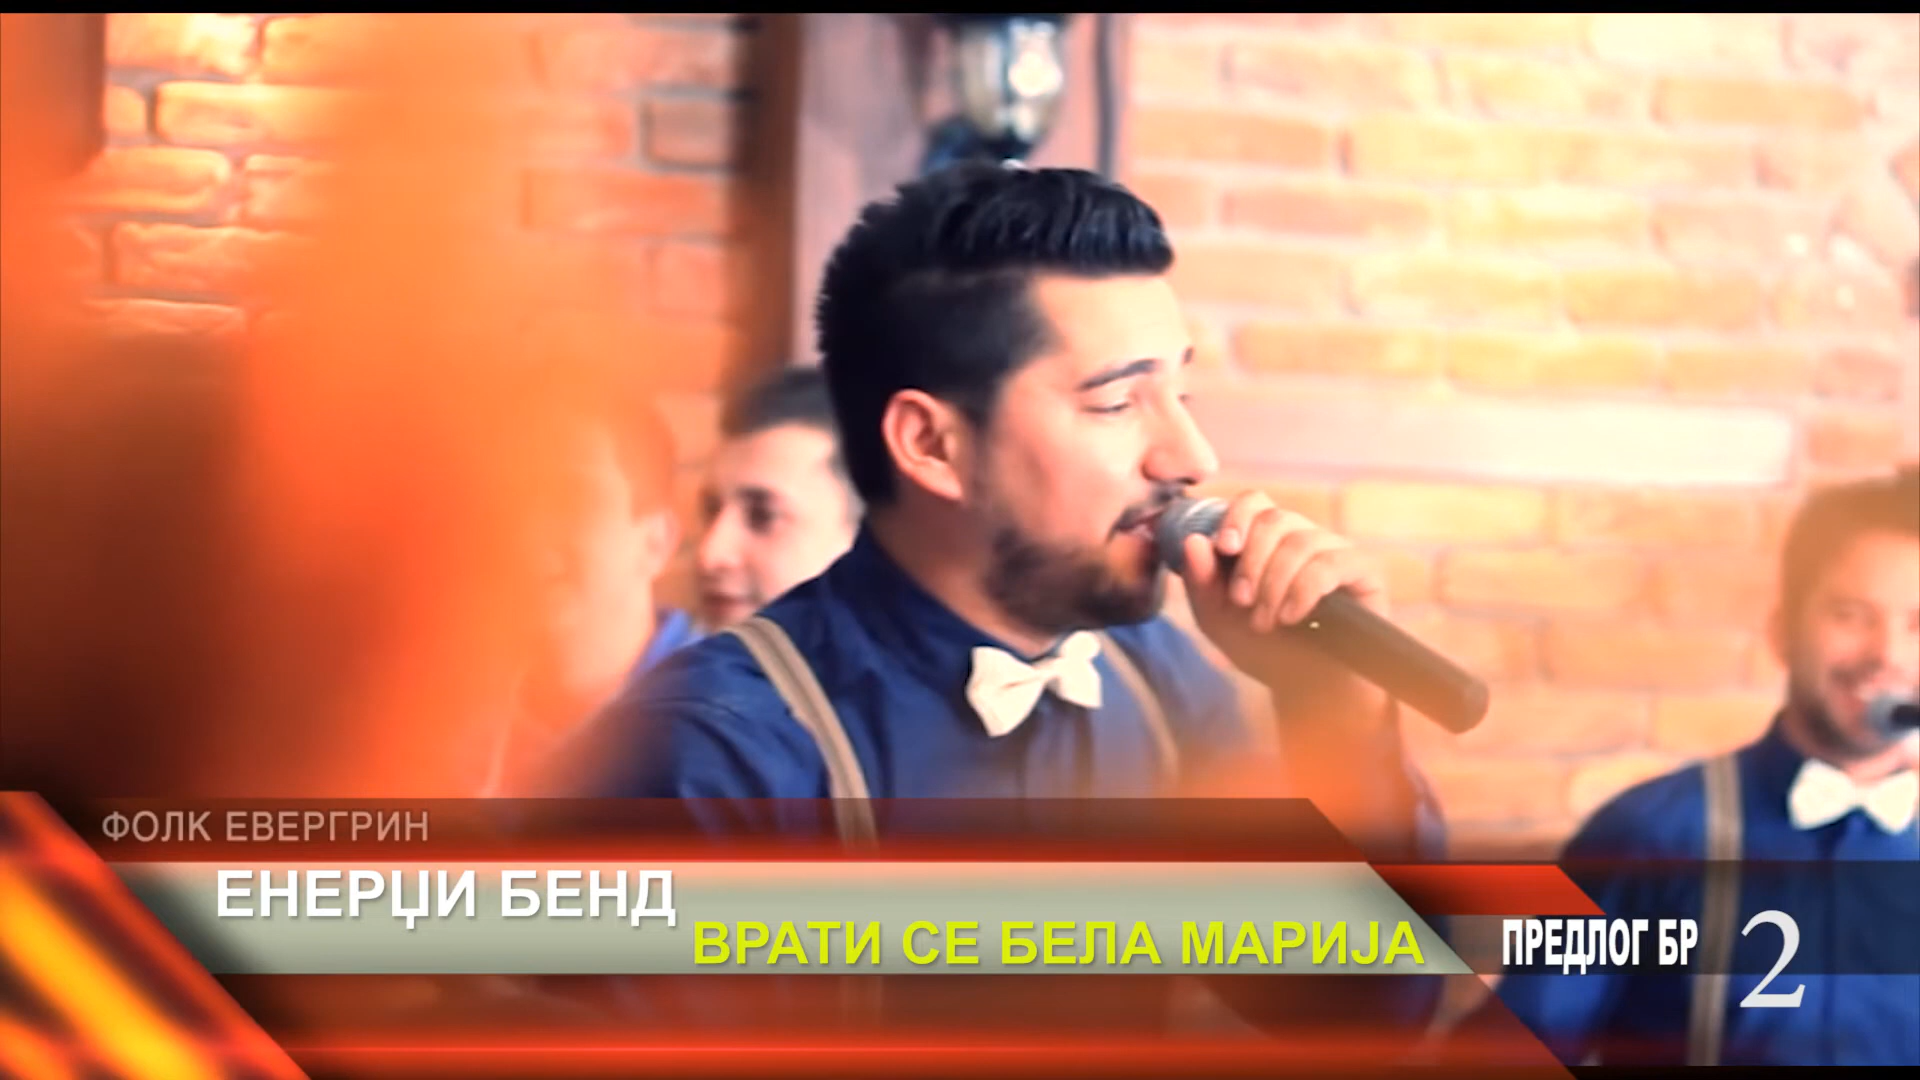 ФОЛК ЕВЕРГРИН
ЕНЕРЏИ БЕНД
ВРАТИ СЕ БЕЛА МАРИЈА
ПРЕДЛОГ БР 2